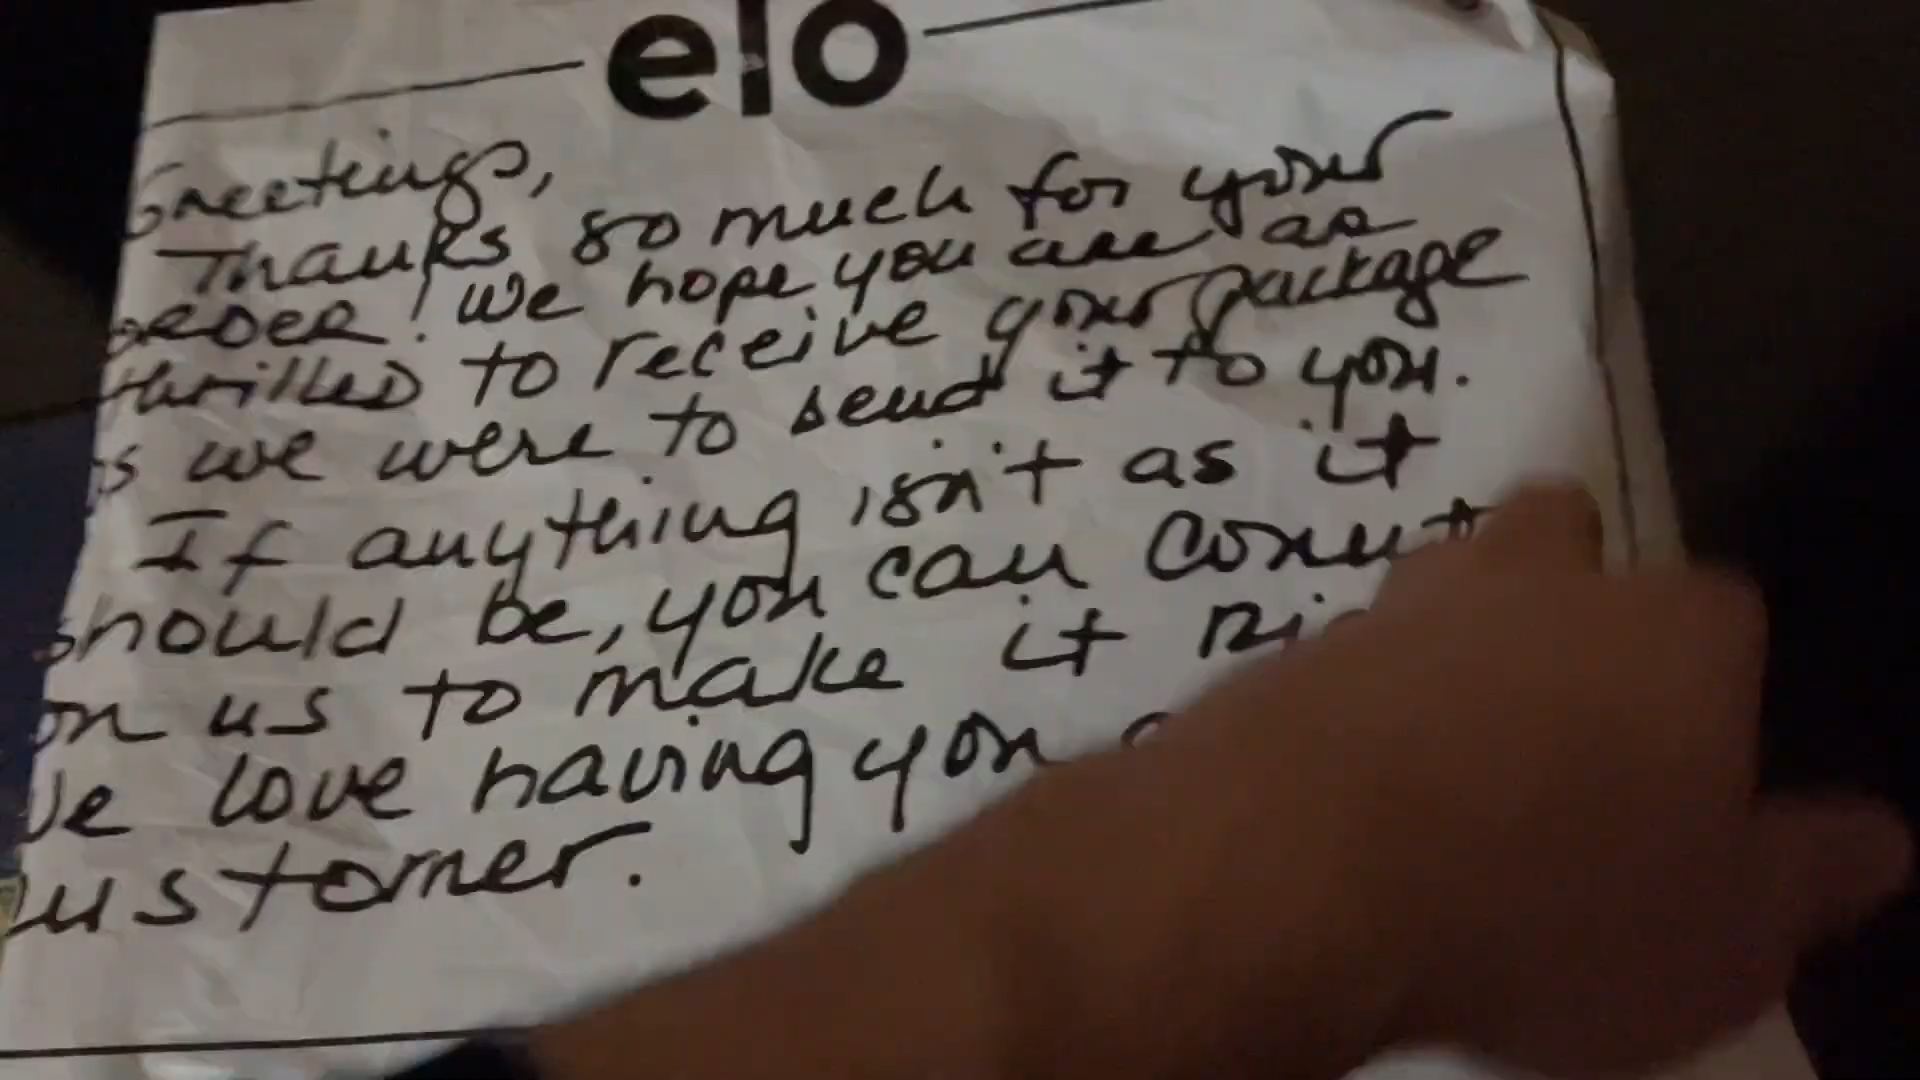 elo
Greetings,
Thanks so much for your
order! We hope you are as
thrilled to receive your package
as we were to send it to you.
If anything isn't as it
should be, you can count
on us to make it
We love having you
customer.